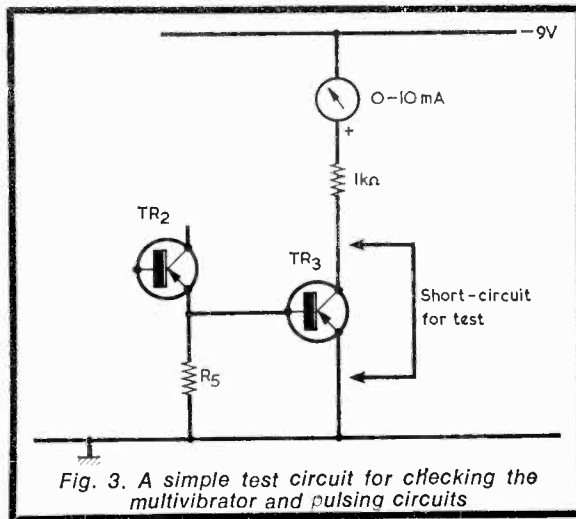 −9V
0–10mA
+
1kΩ
TR2
TR3
Short-circuit
for test
R5
Fig. 3. A simple test circuit for checking the
multivibrator and pulsing circuits